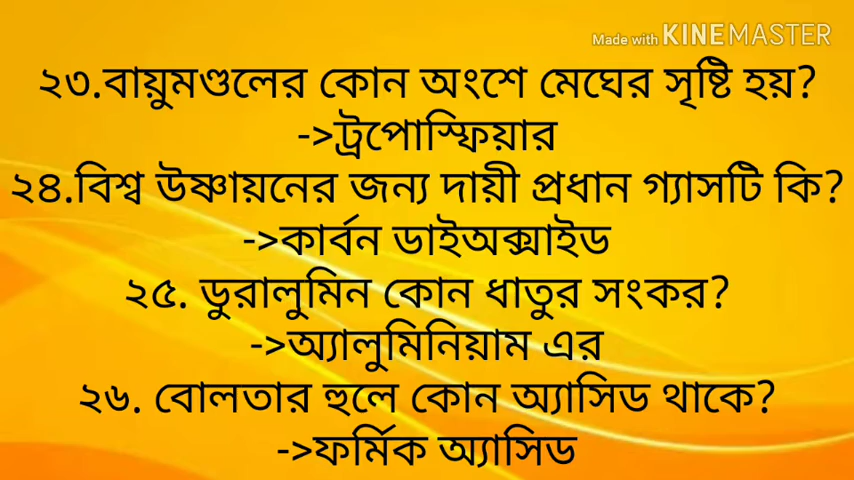 Made with KINEMASTER
২৩.বায়ুমণ্ডলের কোন অংশে মেঘের সৃষ্টি হয়?
->ট্রপোস্ফিয়ার
২৪.বিশ্ব উষ্ণায়নের জন্য দায়ী প্রধান গ্যাসটি কি?
->কার্বন ডাইঅক্সাইড
২৫. ডুরালুমিন কোন ধাতুর সংকর?
->অ্যালুমিনিয়াম এর
২৬. বোলতার হুলে কোন অ্যাসিড থাকে?
->ফর্মিক অ্যাসিড